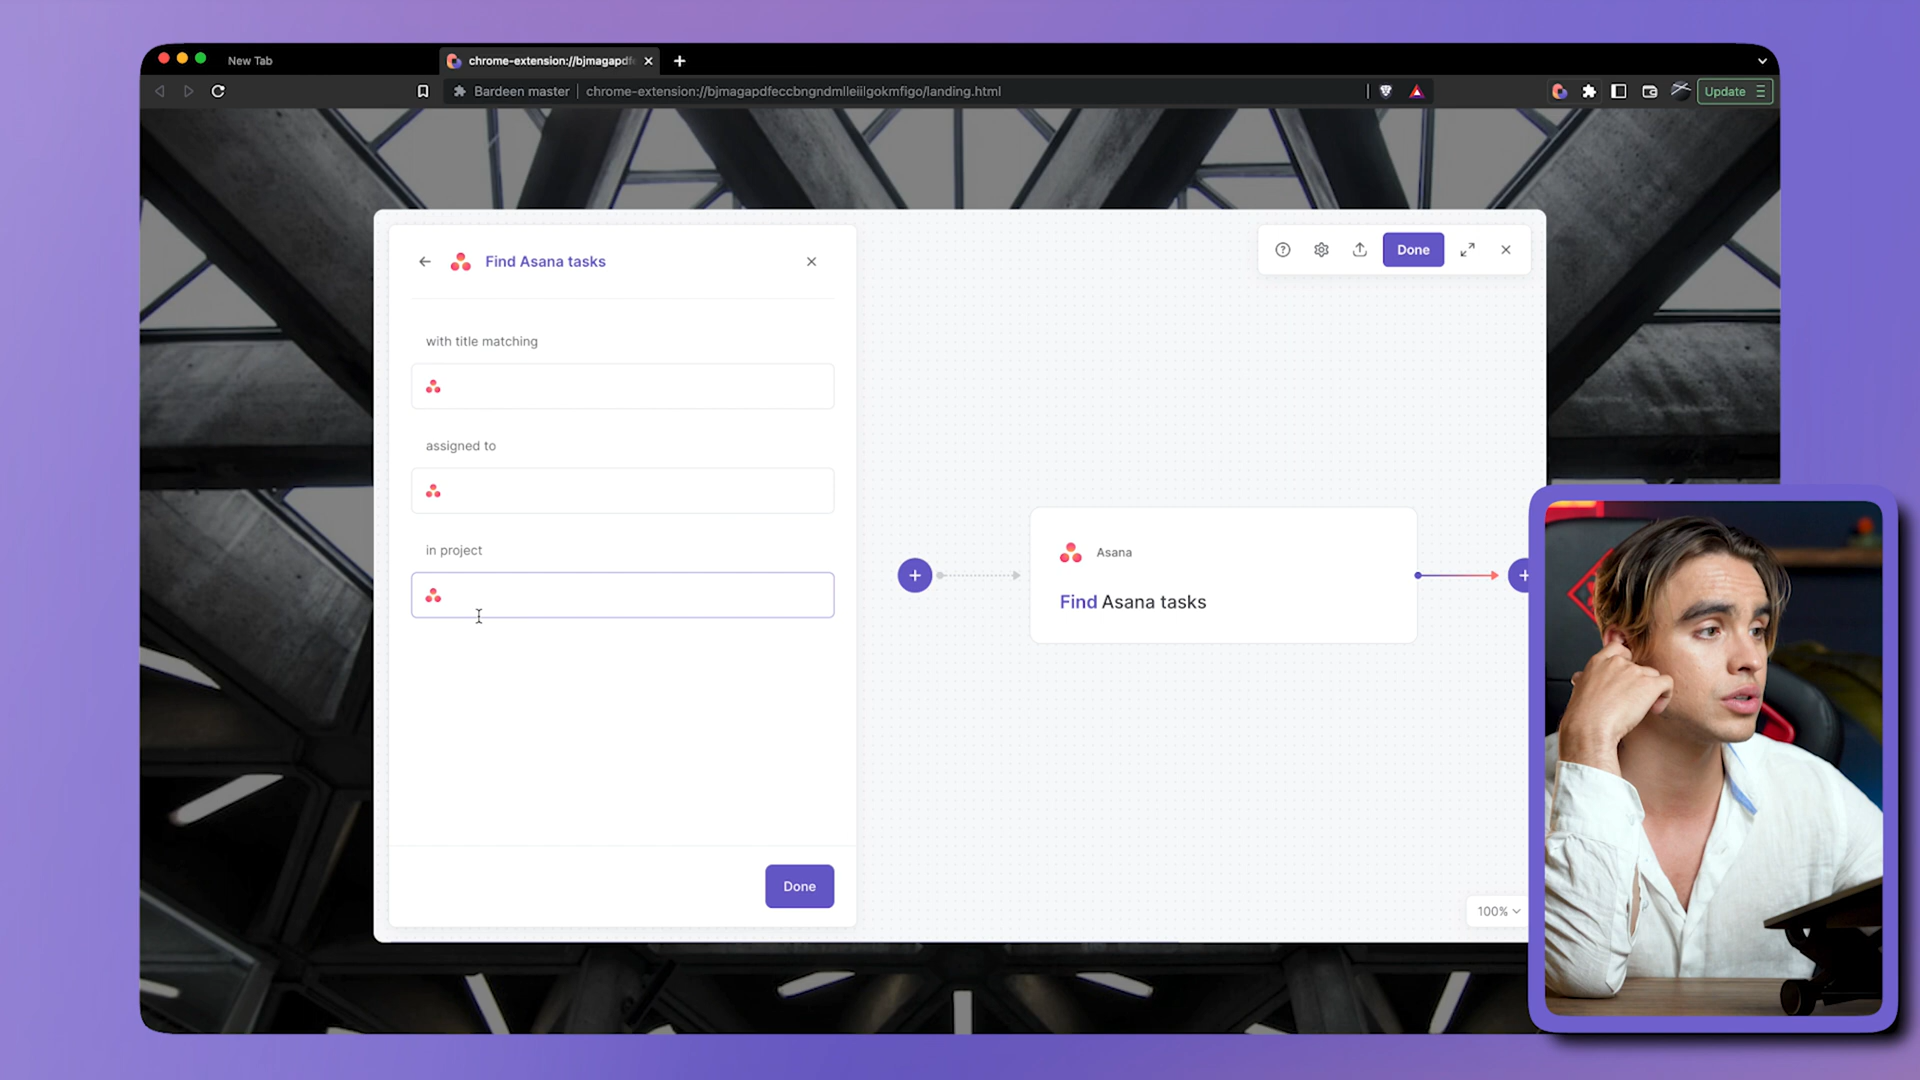 New Tab
chrome-extension://bjmagapdf
Bardeen master
chrome-extension://bjmagapdfeccbngndmlleiilgokmfigo/landing.html
Update
Find Asana tasks
Done
with title matching
assigned to
in project
Asana
Find Asana tasks
Done
100%